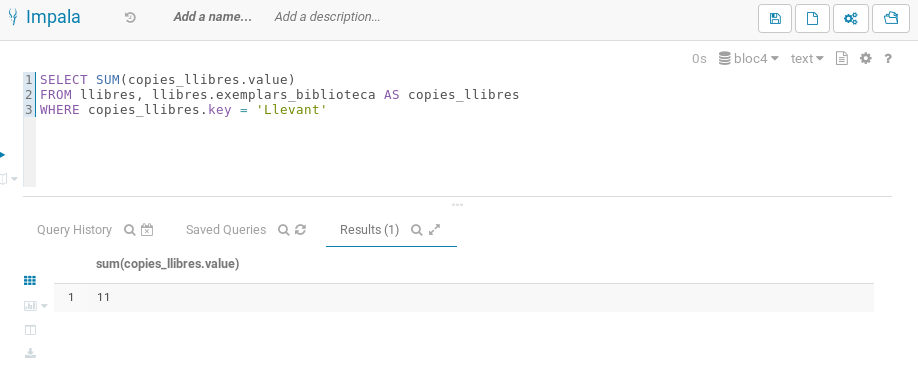 Impala
Add a name...
Add a description...
0s
bloc4
text
?
1 SELECT SUM(copies_llibres.value)
2 FROM llibres, llibres.exemplars_biblioteca AS copies_llibres
3 WHERE copies_llibres.key = 'Llevant'
Query History
Saved Queries
Results (1)
sum(copies_llibres.value)
1 11